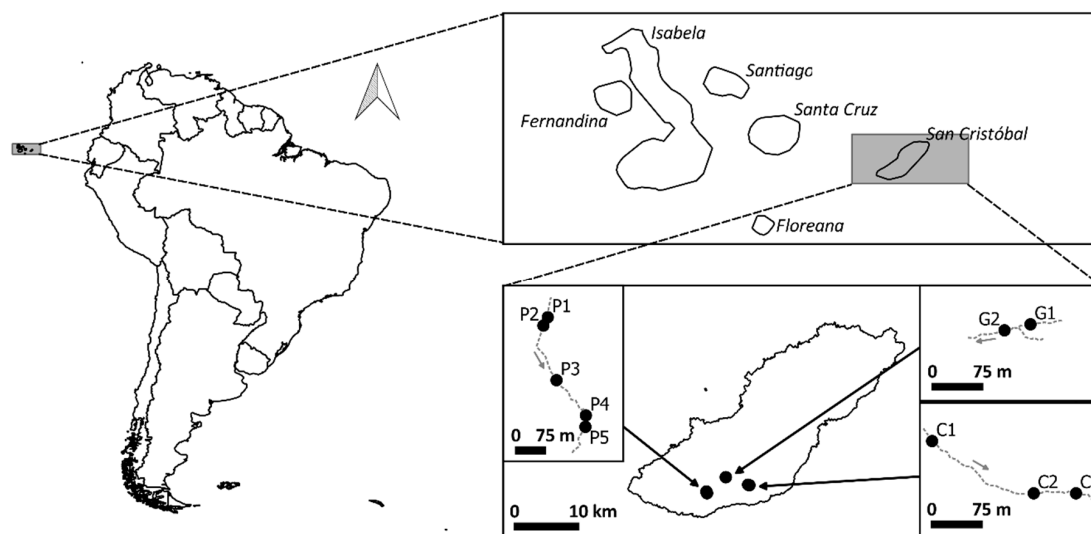 Isabela
Santiago
Santa Cruz
Fernandina
San Cristóbal
Floreana
P1
P2
P3
P4
P5
0 75 m
G2 G1
0 75 m
C1
C2 C
0 75 m
0 10 km